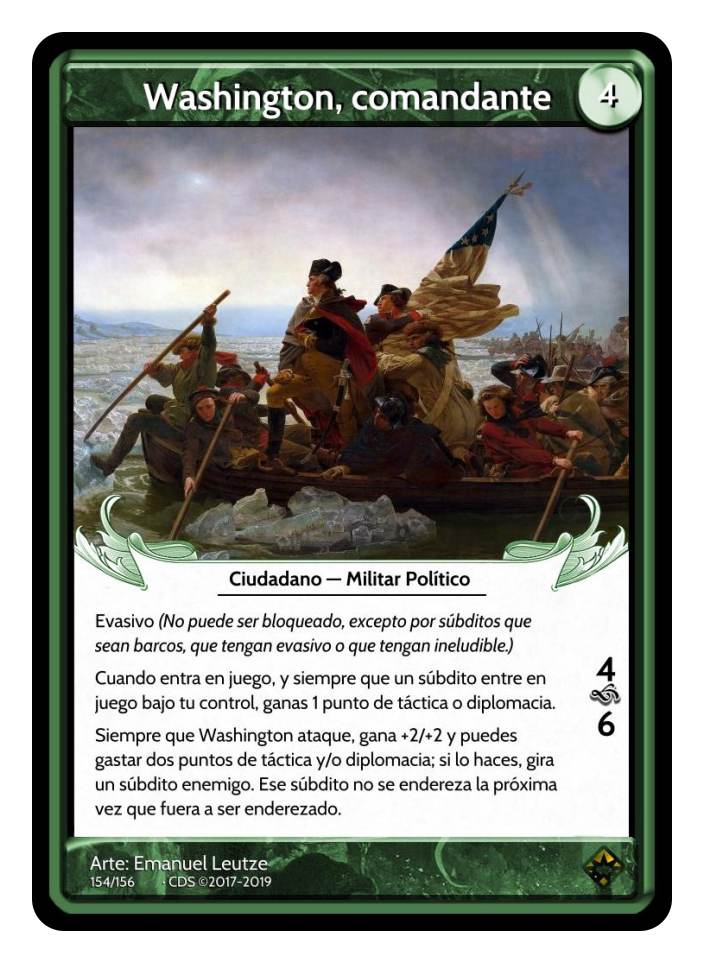 Washington, comandante
4
Ciudadano — Militar Político
Evasivo (No puede ser bloqueado, excepto por súbditos que
sean barcos, que tengan evasivo o que tengan ineludible.)
Cuando entra en juego, y siempre que un súbdito entre en
juego bajo tu control, ganas 1 punto de táctica o diplomacia.
Siempre que Washington ataque, gana +2/+2 y puedes
gastar dos puntos de táctica y/o diplomacia; si lo haces, gira
un súbdito enemigo. Ese súbdito no se endereza la próxima
vez que fuera a ser enderezado.
4
6
Arte: Emanuel Leutze
154/156 · CDS ©2017-2019